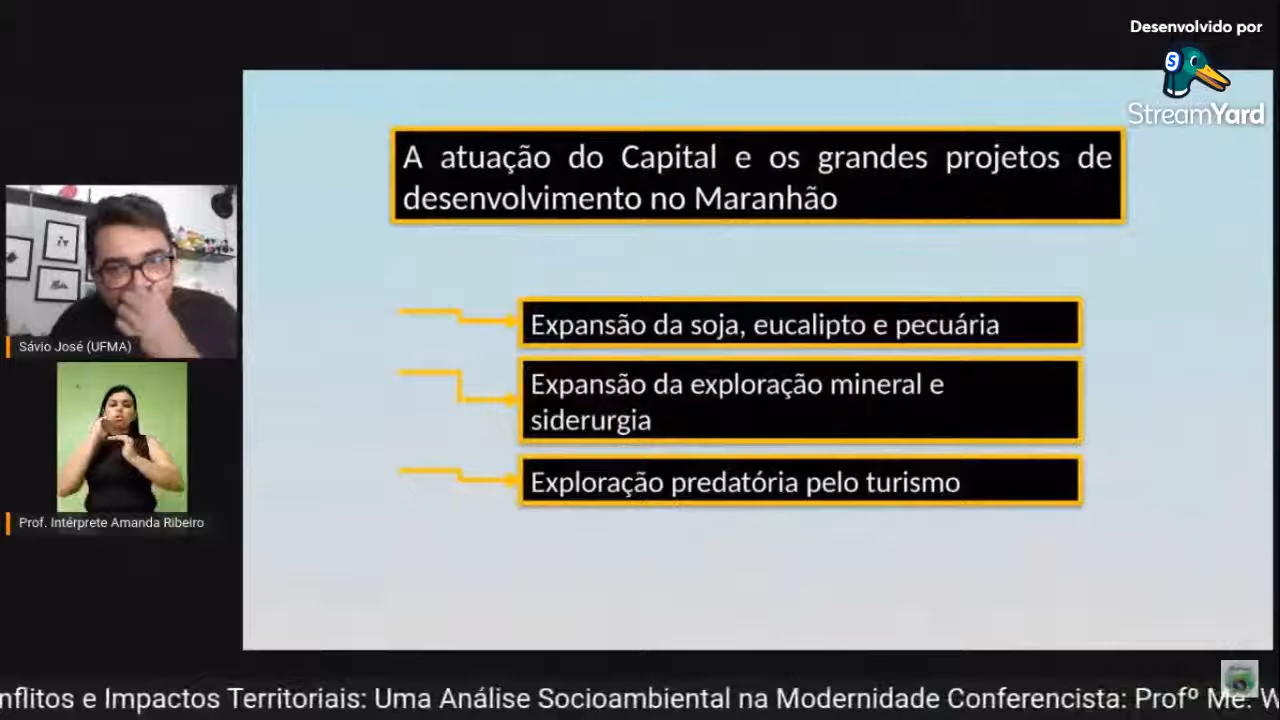 Desenvolvido por
StreamYard
A atuação do Capital e os grandes projetos de
desenvolvimento no Maranhão
Expansão da soja, eucalipto e pecuária
Expansão da exploração mineral e
siderurgia
Exploração predatória pelo turismo
Sávio José (UFMA)
Prof. Intérprete Amanda Ribeiro
nflitos e Impactos Territoriais: Uma Análise Socioambiental na Modernidade Conferencista: Profº Me. W